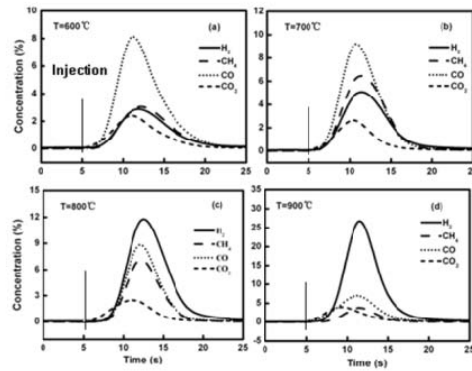 T=600℃
(a)
Injection
H₂
CH₄
CO
CO₂
Concentration (%)
10
8
6
4
2
0
0 5 10 15 20 25
T=700℃
(b)
H₂
CH₄
CO
CO₂
12
10
8
6
4
2
0
0 5 10 15 20 25
T=800℃
(c)
H₂
CH₄
CO
CO₂
Concentration (%)
15
12
9
6
3
0
0 5 10 15 20 25
Time (s)
T=900℃
(d)
H₂
CH₄
CO
CO₂
35
30
25
20
15
10
5
0
-5
0 5 10 15 20 25
Time (s)